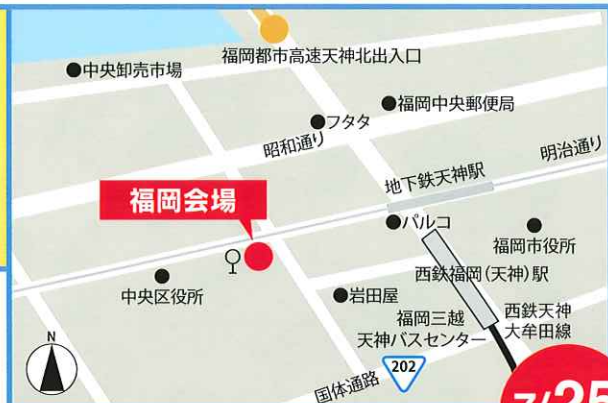 福岡都市高速天神北出入口
中央卸売市場
福岡中央郵便局
フタタ
昭和通り
明治通り
地下鉄天神駅
福岡会場
パルコ
福岡市役所
西鉄福岡(天神)駅
中央区役所
岩田屋
福岡三越
天神バスセンター
西鉄天神
大牟田線
N
202
国体通路
7/25